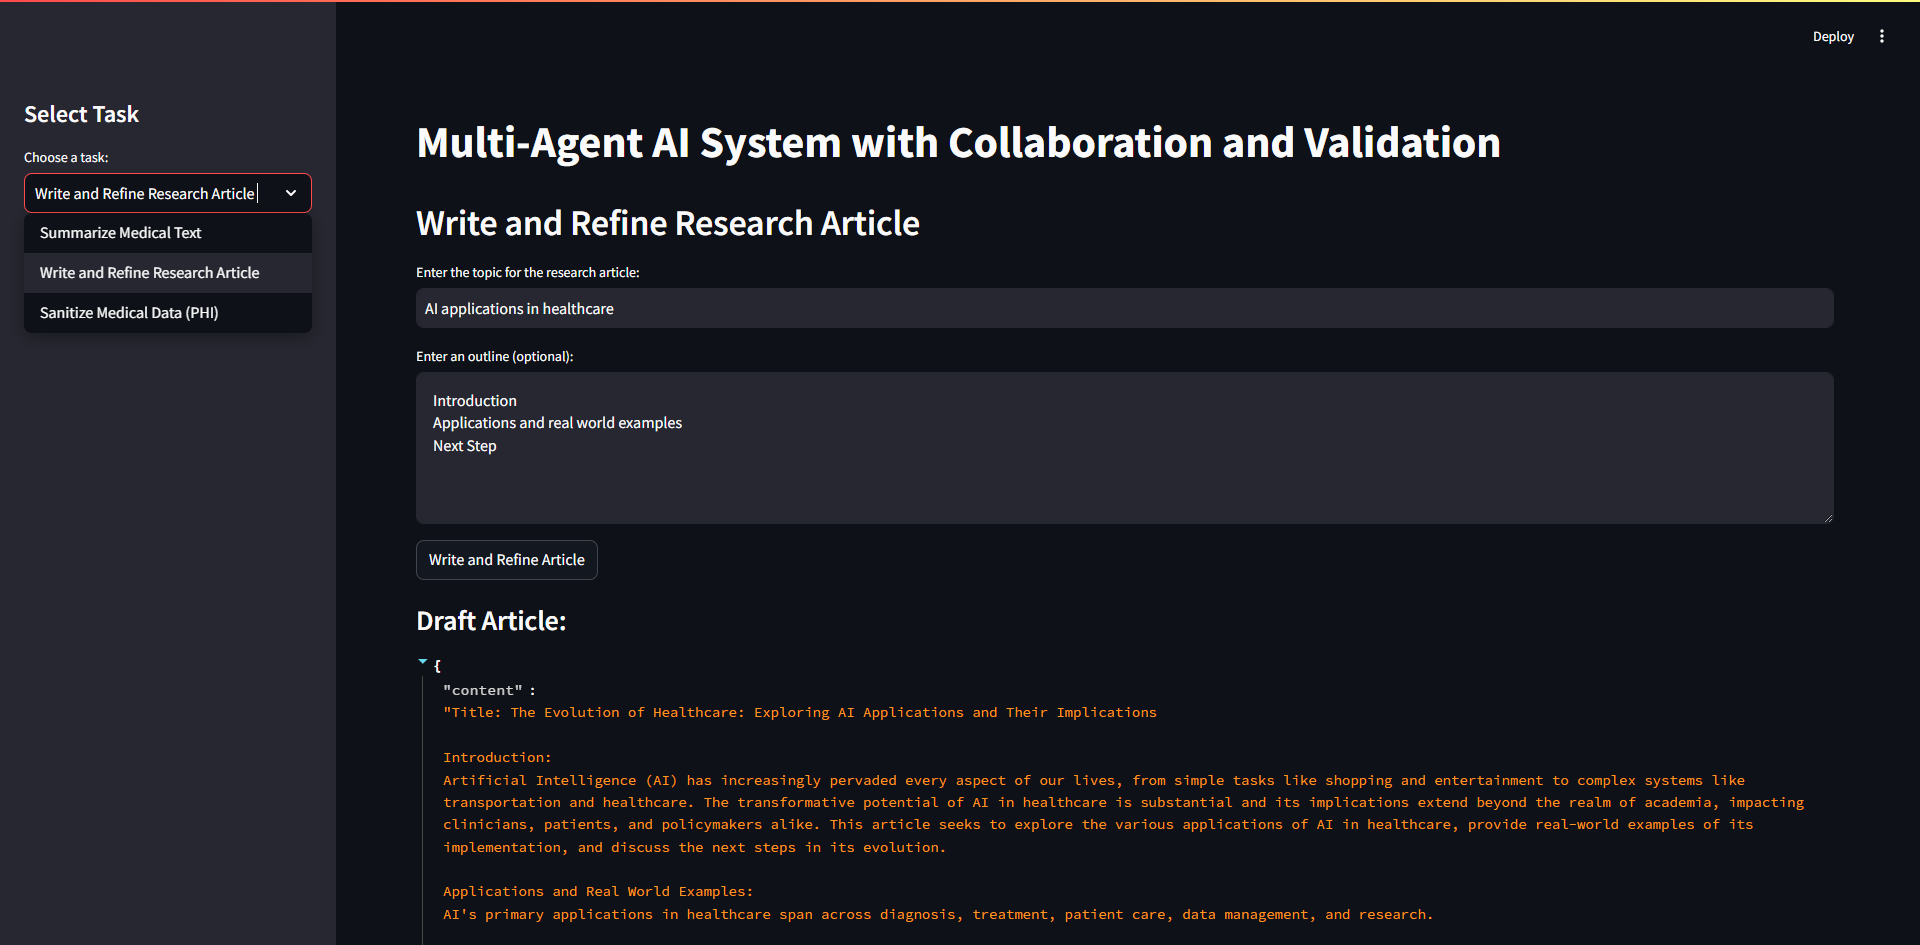 Deploy
Select Task
Choose a task:
Write and Refine Research Article
Summarize Medical Text
Write and Refine Research Article
Sanitize Medical Data (PHI)
Multi-Agent AI System with Collaboration and Validation
Write and Refine Research Article
Enter the topic for the research article:
AI applications in healthcare
Enter an outline (optional):
Introduction
Applications and real world examples
Next Step
Write and Refine Article
Draft Article:
{
"content" :
"Title: The Evolution of Healthcare: Exploring AI Applications and Their Implications
Introduction:
Artificial Intelligence (AI) has increasingly pervaded every aspect of our lives, from simple tasks like shopping and entertainment to complex systems like
transportation and healthcare. The transformative potential of AI in healthcare is substantial and its implications extend beyond the realm of academia, impacting
clinicians, patients, and policymakers alike. This article seeks to explore the various applications of AI in healthcare, provide real-world examples of its
implementation, and discuss the next steps in its evolution.
Applications and Real World Examples:
AI's primary applications in healthcare span across diagnosis, treatment, patient care, data management, and research.